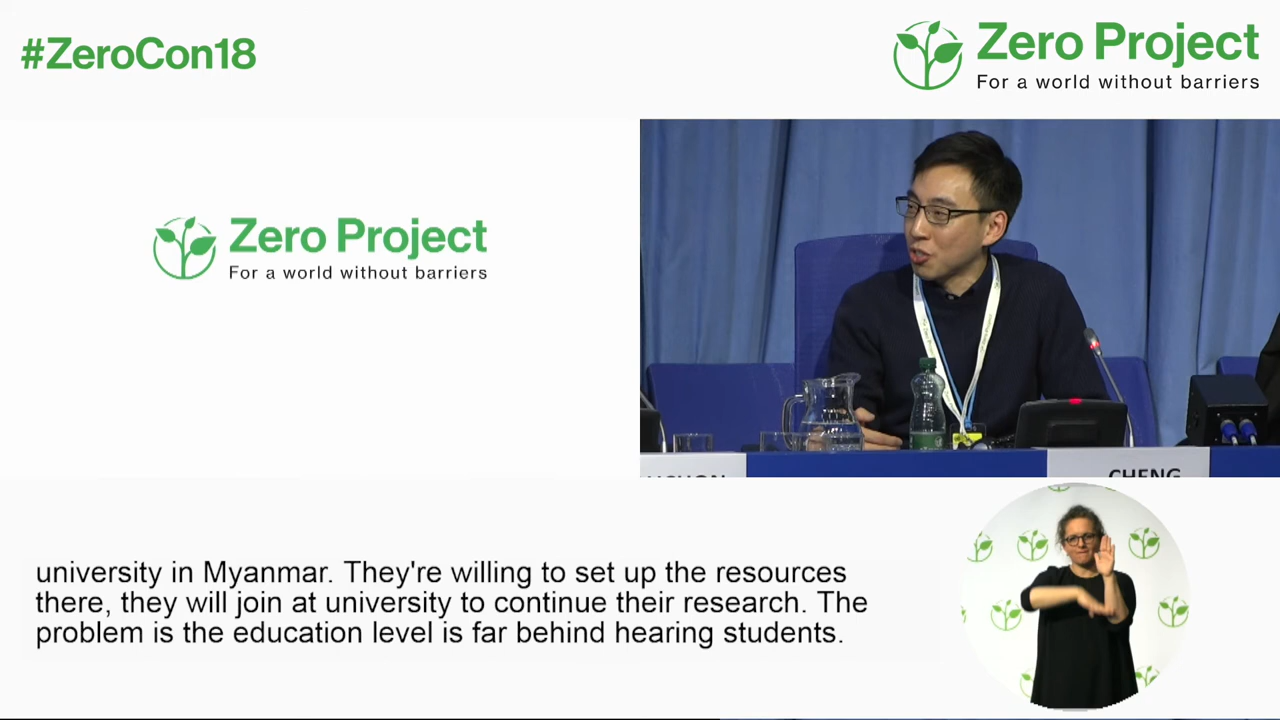 #ZeroCon18
Zero Project
For a world without barriers
Zero Project
For a world without barriers
CHENG
university in Myanmar. They're willing to set up the resources
there, they will join at university to continue their research. The
problem is the education level is far behind hearing students.